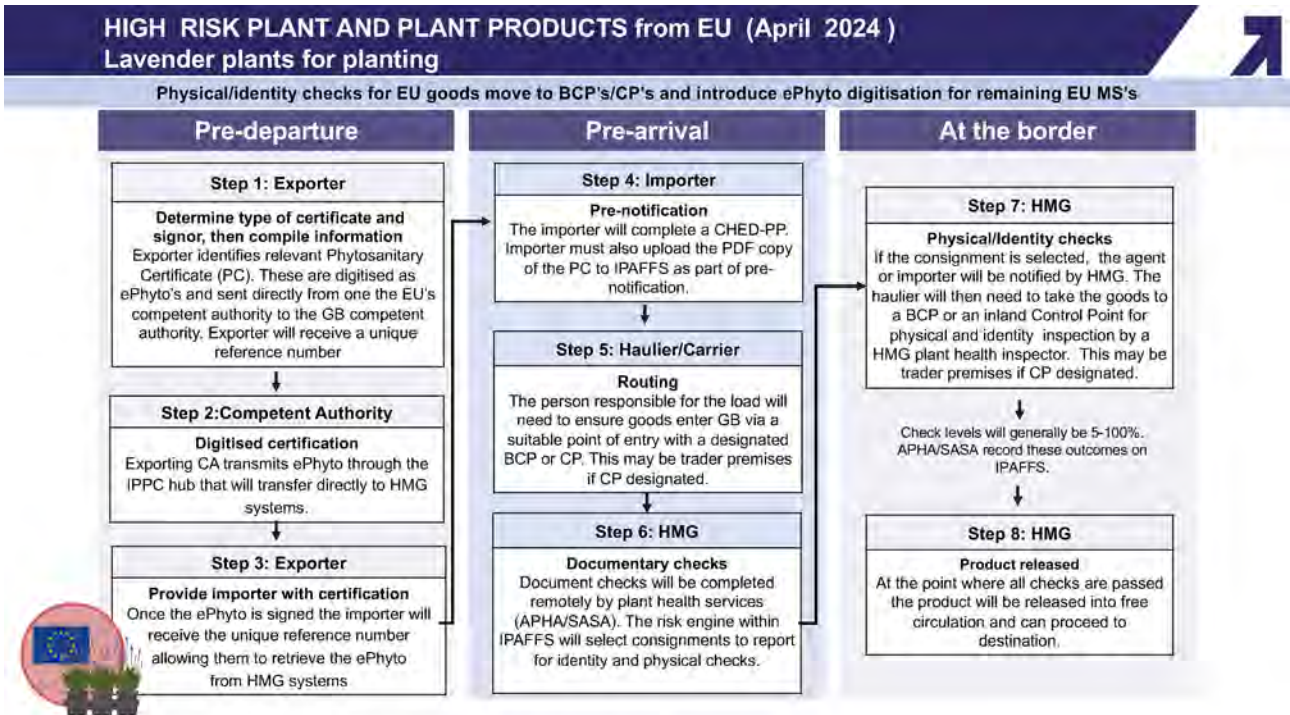 HIGH RISK PLANT AND PLANT PRODUCTS from EU (April 2024 )
Lavender plants for planting
Physical/identity checks for EU goods move to BCP's/CP's and introduce ePhyto digitisation for remaining EU MS's
Pre-departure
Step 1: Exporter
Determine type of certificate and
signor, then compile information
Exporter identifies relevant Phytosanitary
Certificate (PC). These are digitised as
ePhyto's and sent directly from one the EU's
competent authority to the GB competent
authority. Exporter will receive a unique
reference number
Step 2:Competent Authority
Digitised certification
Exporting CA transmits ePhyto through the
IPPC hub that will transfer directly to HMG
systems.
Step 3: Exporter
Provide importer with certification
Once the ePhyto is signed the importer will
receive the unique reference number
allowing them to retrieve the ePhyto
from HMG systems
Pre-arrival
Step 4: Importer
Pre-notification
The importer will complete a CHED-PP.
Importer must also upload the PDF copy
of the PC to IPAFFS as part of pre-
notification.
Step 5: Haulier/Carrier
Routing
The person responsible for the load will
need to ensure goods enter GB via a
suitable point of entry with a designated
BCP or CP. This may be trader premises
if CP designated.
Step 6: HMG
Documentary checks
Document checks will be completed
remotely by plant health services
(APHA/SASA). The risk engine within
IPAFFS will select consignments to report
for identity and physical checks.
At the border
Step 7: HMG
Physical/Identity checks
If the consignment is selected, the agent
or importer will be notified by HMG. The
haulier will then need to take the goods to
a BCP or an inland Control Point for
physical and identity inspection by a
HMG plant health inspector. This may be
trader premises if CP designated.
Check levels will generally be 5-100%.
APHA/SASA record these outcomes on
IPAFFS.
Step 8: HMG
Product released
At the point where all checks are passed
the product will be released into free
circulation and can proceed to
destination.